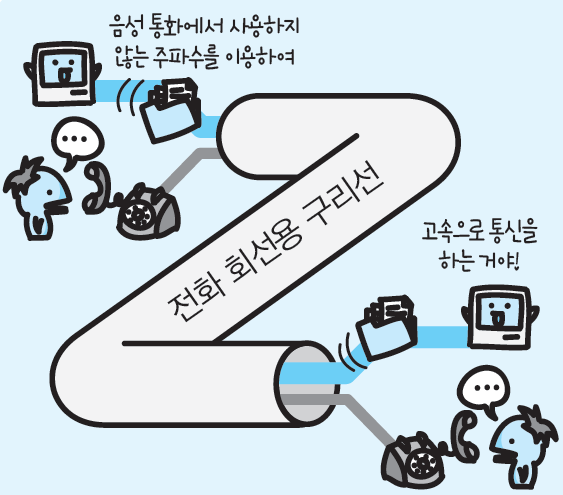 음성 통화에서 사용하지
않는 주파수를 이용하여
전화 회선용 구리선
고속으로 통신을
하는 거야!